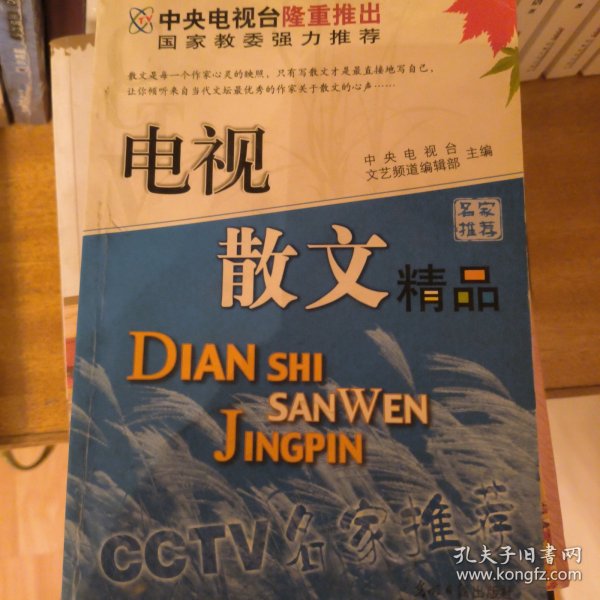 中央电视台隆重推出
国家教委强力推荐
散文是每一个作家心灵的映照，只有写散文才是最直接地写自己，
让你倾听来自当代文坛最优秀的作家关于散文的心声……
电视
中央电视台
文艺频道编辑部 主编
名家
推荐
散文精品
DIAN SHI
SANWEN
JINGPIN
CCTV名家推荐
孔夫子旧书网
www.kongfz.com